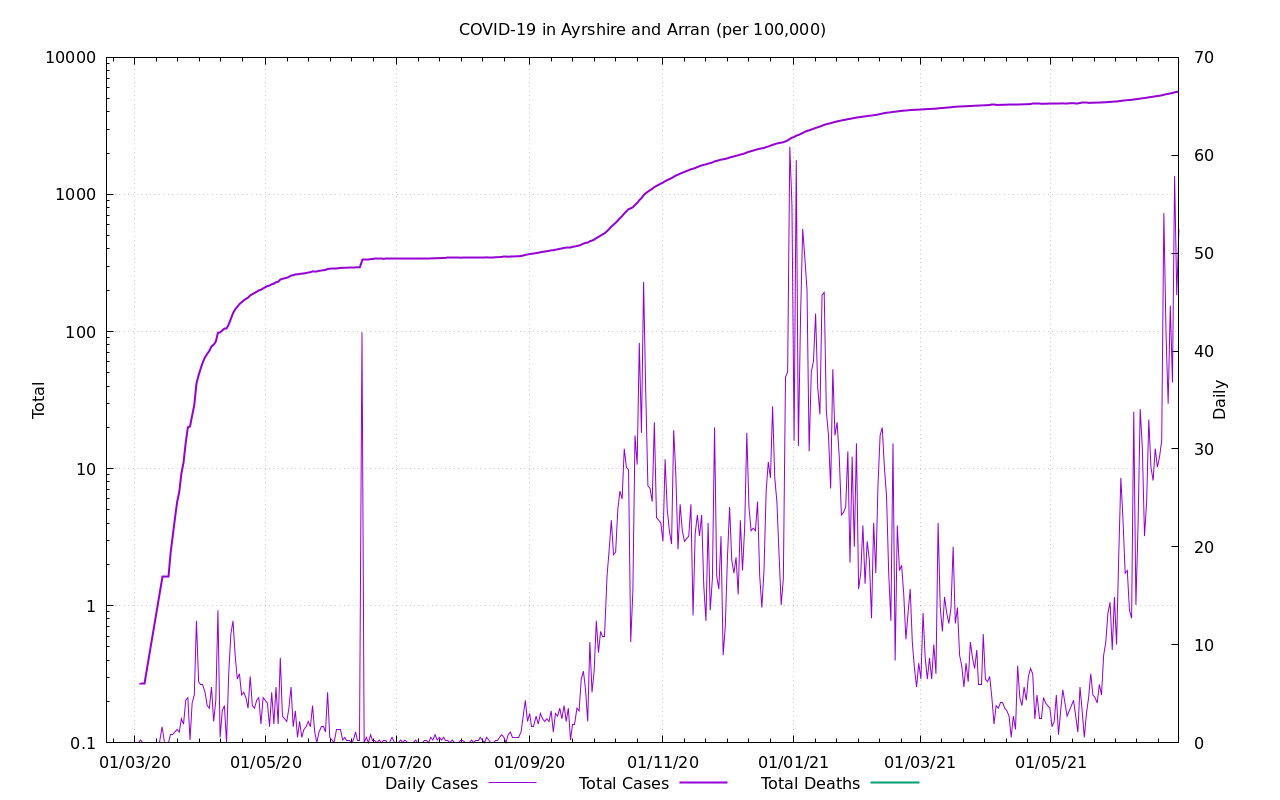 COVID-19 in Ayrshire and Arran (per 100,000)
10000
1000
100
10
1
0.1
Total
70
60
50
40
30
20
10
0
Daily
01/03/20 01/05/20 01/07/20 01/09/20 01/11/20 01/01/21 01/03/21 01/05/21
Daily Cases Total Cases Total Deaths